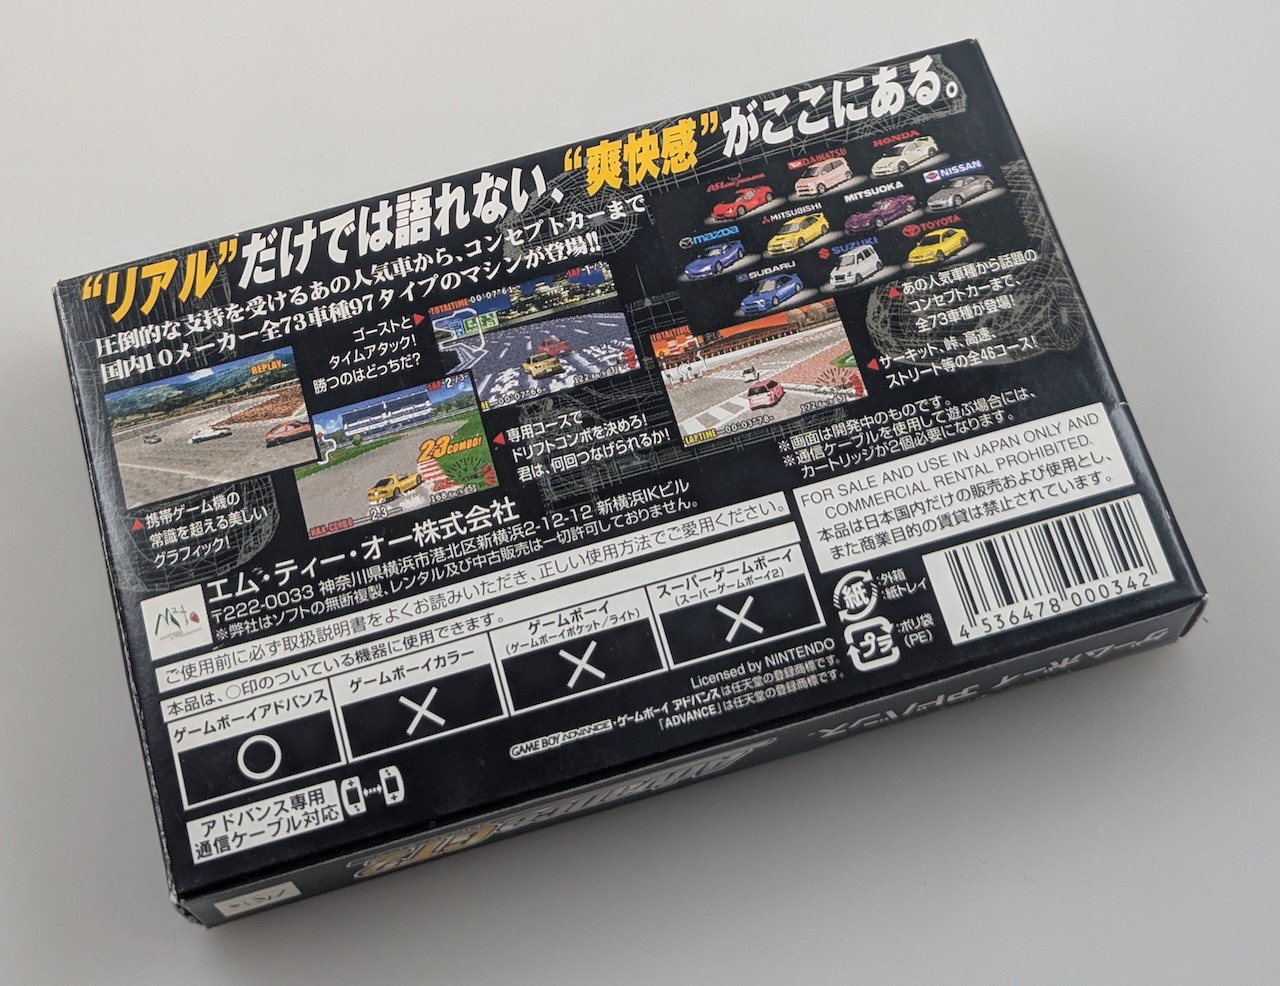 “リアル”だけでは語れない、“爽快感”がここにある。
圧倒的な支持を受けるあの人気車から、コンセプトカーまで
国内10メーカー全73車種97タイプのマシンが登場!!
DAIHATSU
HONDA
MITSUOKA
NISSAN
mazda
MITSUBISHI
SUZUKI
TOYOTA
SUBARU
あの人気車種から話題の
コンセプトカーまで、
全73車種が登場!
サーキット、峠、高速、
ストリート等の全46コース!
ゴーストと
タイムアタック!
勝つのはどっちだ?
TOTALTIME
TOTALTIME
REPLAY
LAP
23COMBO!
168
MAX COMBO
23
122
LAPTIME
専用コースで
ドリフトコンボを決めろ!
君は、何回つなげられるか!
携帯ゲーム機の
常識を超える美しい
グラフィック!
※画面は開発中のものです。
※通信ケーブルを使用して遊ぶ場合には、
カートリッジが2個必要になります。
FOR SALE AND USE IN JAPAN ONLY AND
COMMERCIAL RENTAL PROHIBITED.
本品は日本国内だけの販売および使用とし、
また商業目的の賃貸は禁止されています。
エム・ティー・オー株式会社
〒222-0033 神奈川県横浜市港北区新横浜2-12-12 新横浜IKビル
※弊社はソフトの無断複製、レンタル及び中古販売は一切許可しておりません。
ご使用前に必ず取扱説明書をよくお読みいただき、正しい使用方法でご愛用ください。
本品は、○印のついている機器に使用できます。
ゲームボーイアドバンス
ゲームボーイカラー
ゲームボーイ
(ゲームボーイポケット/ライト)
スーパーゲームボーイ
(スーパーゲームボーイ2)
○
×
×
×
紙
:外箱
:紙トレイ
プラ
:ポリ袋
(PE)
4 536478 000342
Licensed by NINTENDO
GAME BOY ADVANCE・ゲームボーイ アドバンスは任天堂の登録商標です。
「ADVANCE」は任天堂の登録商標です。
アドバンス専用
通信ケーブル対応
ゲームボーイ アドバンス